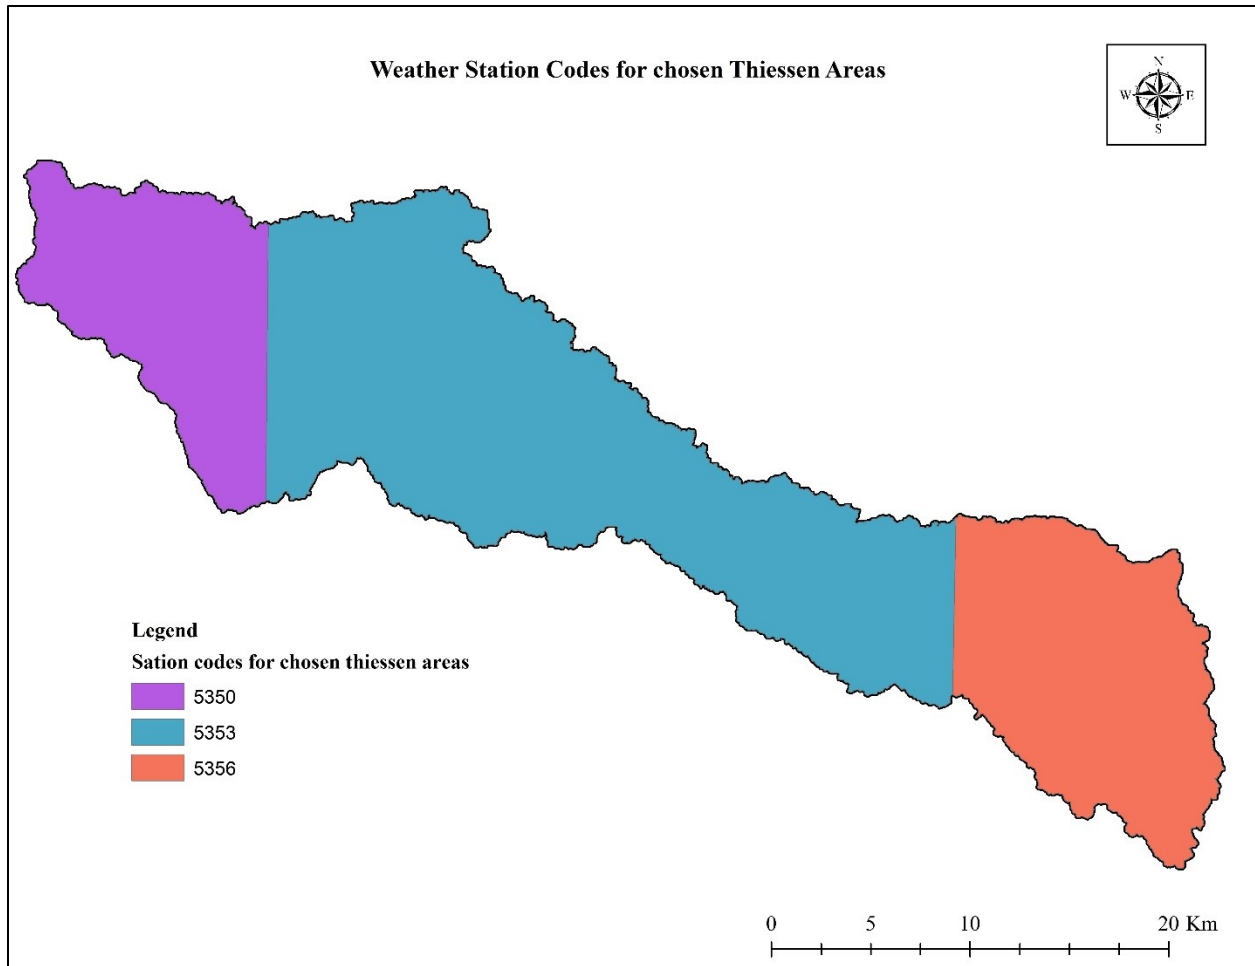 Weather Station Codes for chosen Thiessen Areas
N
W E
S
Legend
Sation codes for chosen thiessen areas
5350
5353
5356
0 5 10 20 Km